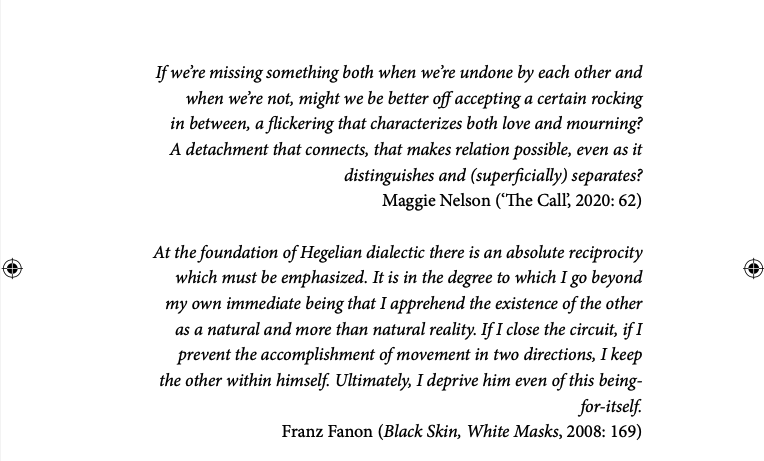 If we’re missing something both when we’re undone by each other and
when we’re not, might we be better off accepting a certain rocking
in between, a flickering that characterizes both love and mourning?
A detachment that connects, that makes relation possible, even as it
distinguishes and (superficially) separates?
Maggie Nelson (‘The Call’, 2020: 62)
At the foundation of Hegelian dialectic there is an absolute reciprocity
which must be emphasized. It is in the degree to which I go beyond
my own immediate being that I apprehend the existence of the other
as a natural and more than natural reality. If I close the circuit, if I
prevent the accomplishment of movement in two directions, I keep
the other within himself. Ultimately, I deprive him even of this being-
for-itself.
Franz Fanon (Black Skin, White Masks, 2008: 169)